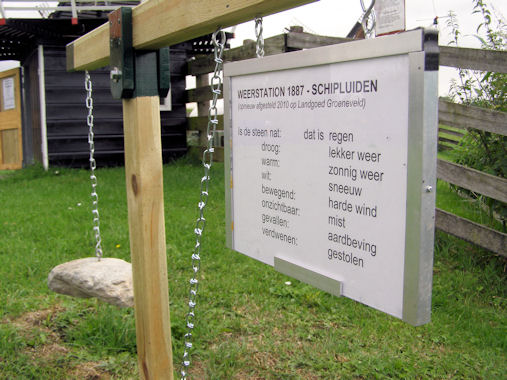 WEERSTATION 1887 - SCHIPLUIDEN
(opnieuw afgesteld 2010 op Landgoed Groeneveld)
is de steen nat: dat is regen
droog: lekker weer
warm: zonnig weer
wit: sneeuw
bewegend: harde wind
onzichtbaar: mist
gevallen: aardbeving
verdwenen: gestolen